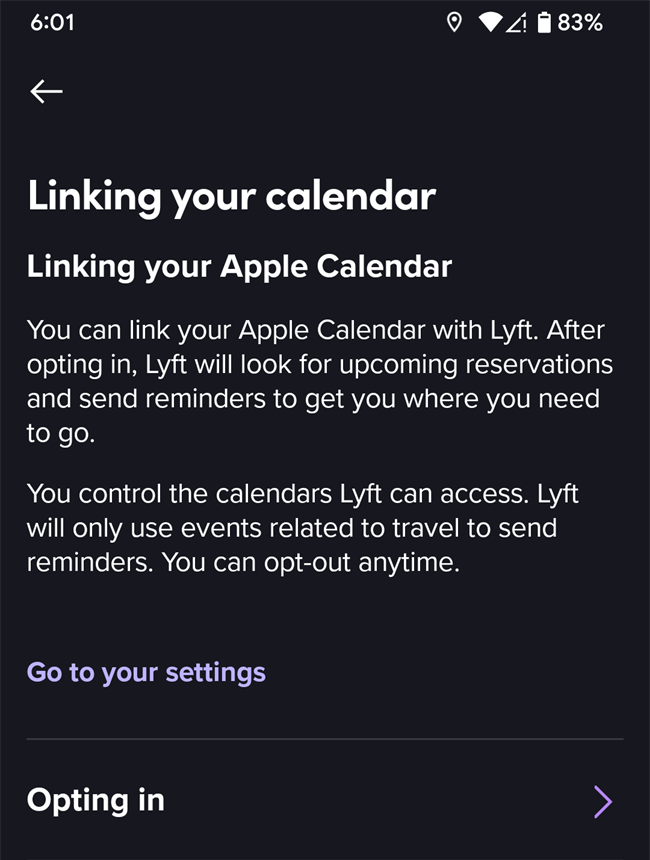 6:01 83%
Linking your calendar
Linking your Apple Calendar
You can link your Apple Calendar with Lyft. After
opting in, Lyft will look for upcoming reservations
and send reminders to get you where you need
to go.
You control the calendars Lyft can access. Lyft
will only use events related to travel to send
reminders. You can opt-out anytime.
Go to your settings
Opting in